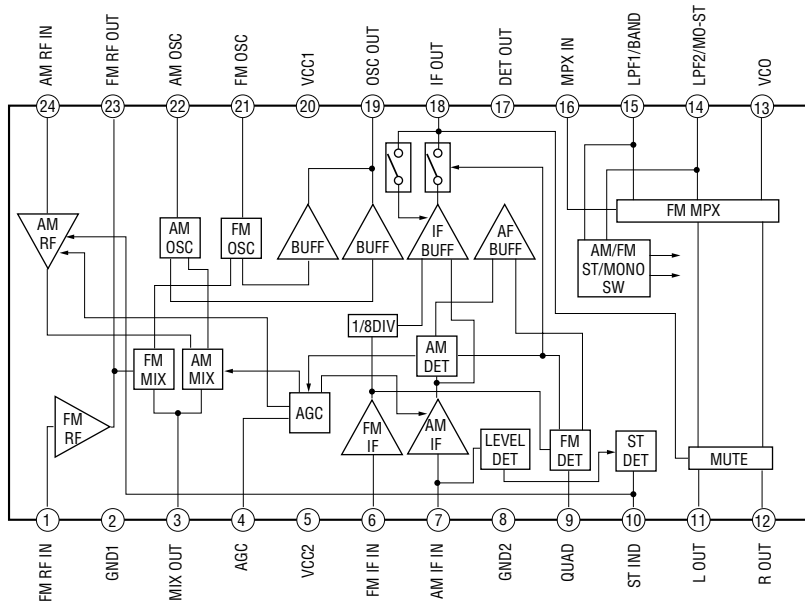 AM RF IN
FM RF OUT
AM OSC
FM OSC
VCC1
OSC OUT
IF OUT
DET OUT
MPX IN
LPF1/BAND
LPF2/MO-ST
VCO
24
23
22
21
20
19
18
17
16
15
14
13
AM
RF
AM
OSC
FM
OSC
BUFF
BUFF
IF
BUFF
AF
BUFF
FM MPX
AM/FM
ST/MONO
SW
1/8DIV
FM
MIX
AM
MIX
AM
DET
AGC
FM
RF
FM
IF
AM
IF
LEVEL
DET
FM
DET
ST
DET
MUTE
1
2
3
4
5
6
7
8
9
10
11
12
FM RF IN
GND1
MIX OUT
AGC
VCC2
FM IF IN
AM IF IN
GND2
QUAD
ST IND
L OUT
R OUT